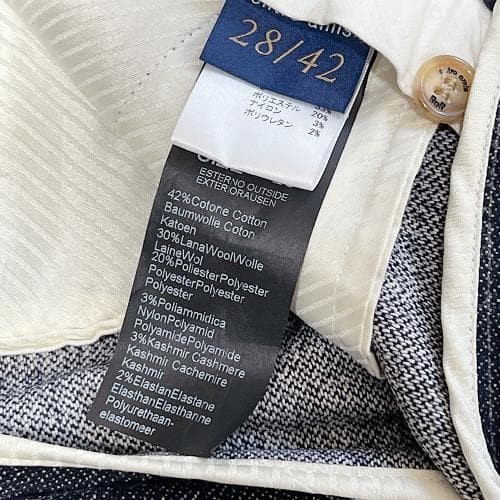 28/42
ポリエステル 20%
ナイロン 3%
ポリウレタン 2%
ESTERNO OUTSIDE
EXTER ORAUSEN
42%Cotone Cotton
Baumwolle Coton
Katoen
30%LanaWoolWolle
LaineWol
20%PoliesterPolyester
PolyesterPolyester
Polyester
3%Poliammidica
NylonPolyamid
PolyamidePolyamide
3%Kashmir Cashmere
Kashmir Cachemire
Kashmir
2%ElastanElastane
ElasthanElasthanne
Polyurethaan-
elastomeer